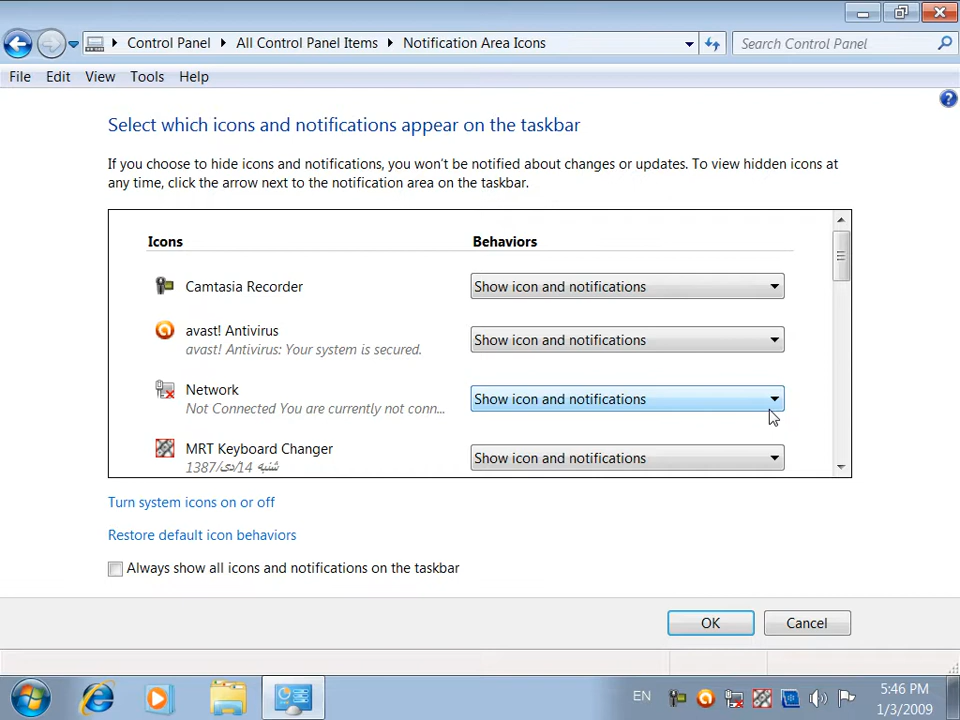 Control Panel All Control Panel Items Notification Area Icons Search Control Panel
File Edit View Tools Help
Select which icons and notifications appear on the taskbar
If you choose to hide icons and notifications, you won't be notified about changes or updates. To view hidden icons at
any time, click the arrow next to the notification area on the taskbar.
Icons Behaviors
Camtasia Recorder Show icon and notifications
avast! Antivirus
avast! Antivirus: Your system is secured.
Show icon and notifications
Network
Not Connected You are currently not conn...
Show icon and notifications
MRT Keyboard Changer
شنبه 14/دی/1387
Show icon and notifications
Turn system icons on or off
Restore default icon behaviors
Always show all icons and notifications on the taskbar
OK Cancel
EN
5:46 PM
1/3/2009